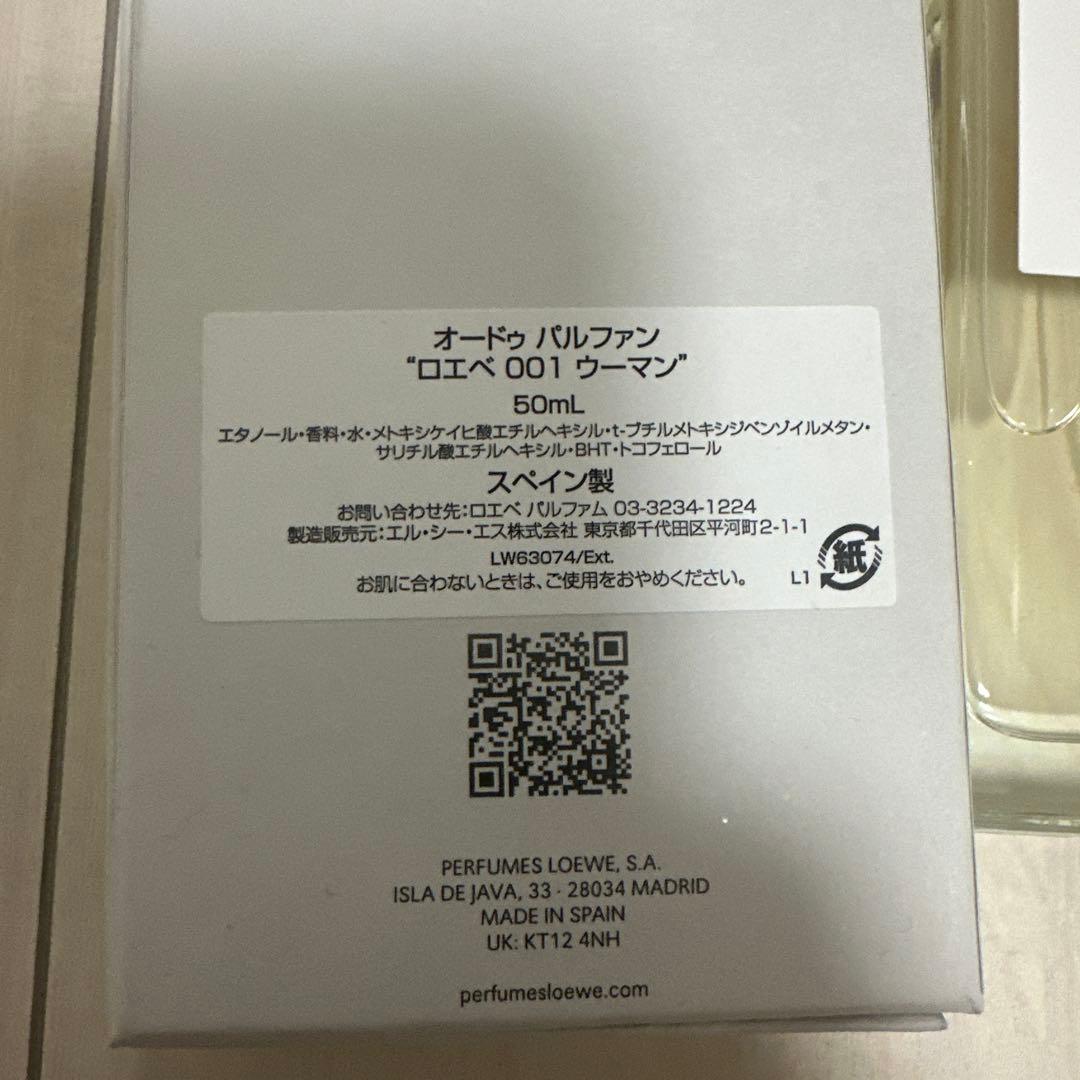 オードゥ パルファン
“ロエベ 001 ウーマン”
50mL
エタノール・香料・水・メトキシケイヒ酸エチルヘキシル・t-ブチルメトキシジベンゾイルメタン・
サリチル酸エチルヘキシル・BHT・トコフェロール
スペイン製
お問い合わせ先：ロエベ パルファム 03-3234-1224
製造販売元：エル・シー・エス株式会社 東京都千代田区平河町2-1-1
LW63074/Ext.
お肌に合わないときは、ご使用をおやめください。
L1 紙
PERFUMES LOEWE, S.A.
ISLA DE JAVA, 33 - 28034 MADRID
MADE IN SPAIN
UK: KT12 4NH
perfumesloewe.com